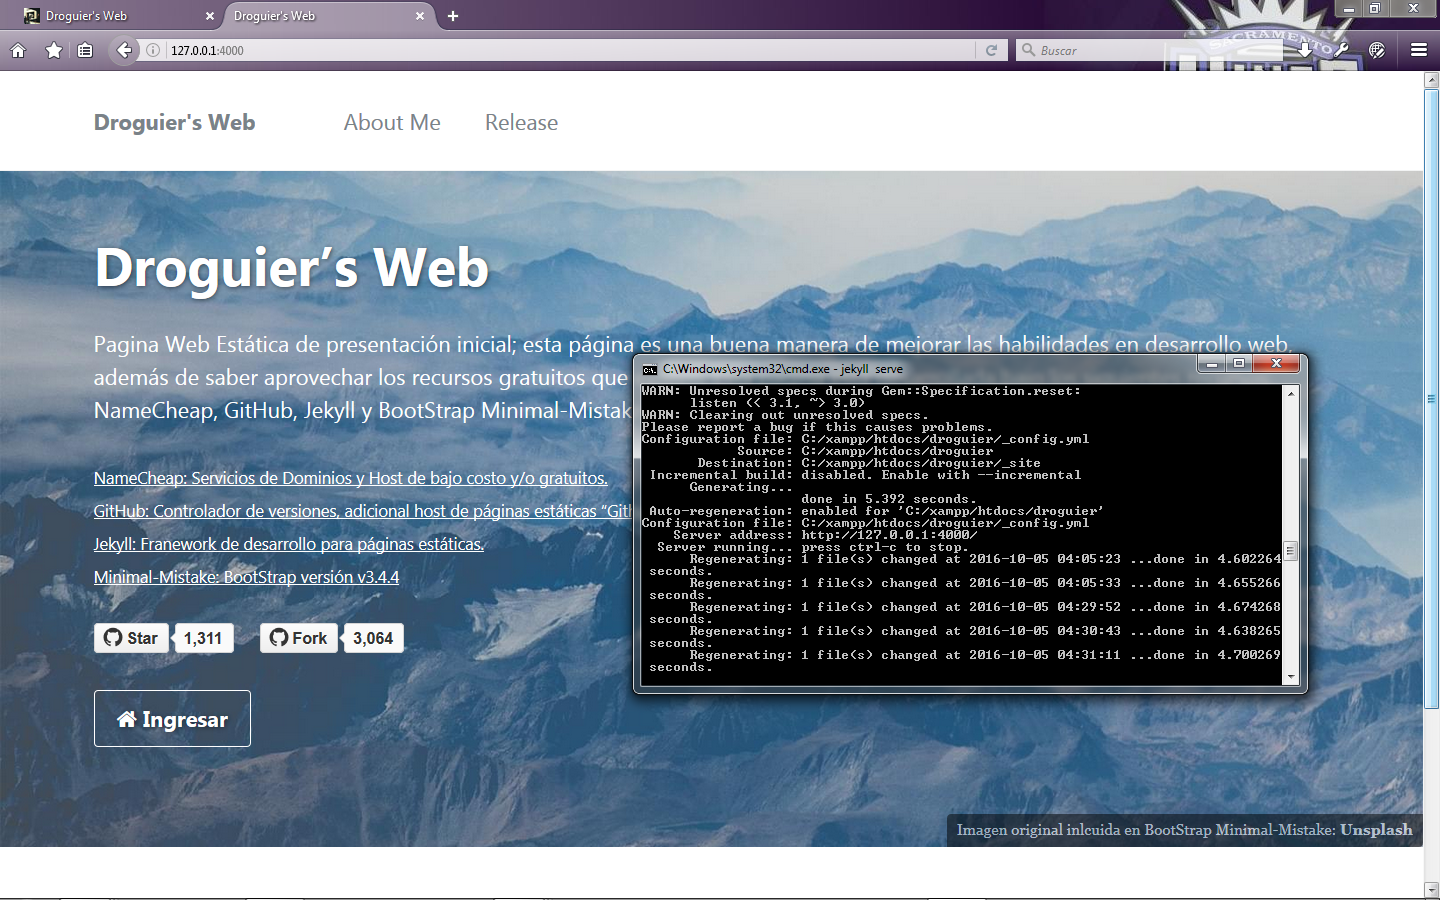 Droguier's Web
Droguier's Web
127.0.0.1:4000
Buscar
SACRAMENTO
Droguier's Web
About Me
Release
Droguier’s Web
Pagina Web Estática de presentación inicial; esta página es una buena manera de mejorar las habilidades en desarrollo web,
además de saber aprovechar los recursos gratuitos que
NameCheap, GitHub, Jekyll y BootStrap Minimal-Mistak
NameCheap: Servicios de Dominios y Host de bajo costo y/o gratuitos.
GitHub: Controlador de versiones, adicional host de páginas estáticas “Gith
Jekyll: Franework de desarrollo para páginas estáticas.
Minimal-Mistake: BootStrap versión v3.4.4
Star 1,311 Fork 3,064
Ingresar
C:\Windows\system32\cmd.exe - jekyll serve
WARN: Unresolved specs during Gem::Specification.reset:
listen (< 3.1, ~> 3.0)
WARN: Clearing out unresolved specs.
Please report a bug if this causes problems.
Configuration file: C:/xampp/htdocs/droguier/_config.yml
Source: C:/xampp/htdocs/droguier
Destination: C:/xampp/htdocs/droguier/_site
Incremental build: disabled. Enable with --incremental
Generating...
done in 5.392 seconds.
Auto-regeneration: enabled for 'C:/xampp/htdocs/droguier'
Configuration file: C:/xampp/htdocs/droguier/_config.yml
Server address: http://127.0.0.1:4000/
Server running... press ctrl-c to stop.
Regenerating: 1 file(s) changed at 2016-10-05 04:05:23 ...done in 4.602264
seconds.
Regenerating: 1 file(s) changed at 2016-10-05 04:05:33 ...done in 4.655266
seconds.
Regenerating: 1 file(s) changed at 2016-10-05 04:29:52 ...done in 4.674268
seconds.
Regenerating: 1 file(s) changed at 2016-10-05 04:30:43 ...done in 4.638265
seconds.
Regenerating: 1 file(s) changed at 2016-10-05 04:31:11 ...done in 4.700269
seconds.
Imagen original inlcuida en BootStrap Minimal-Mistake: Unsplash